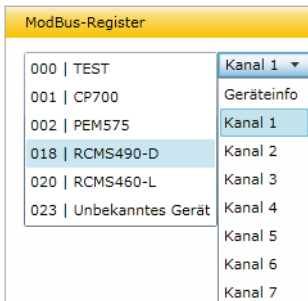 ModBus-Register
000 | TEST
001 | CP700
002 | PEM575
018 | RCMS490-D
020 | RCMS460-L
023 | Unbekanntes Gerät
Kanal 1
Geräteinfo
Kanal 1
Kanal 2
Kanal 3
Kanal 4
Kanal 5
Kanal 6
Kanal 7